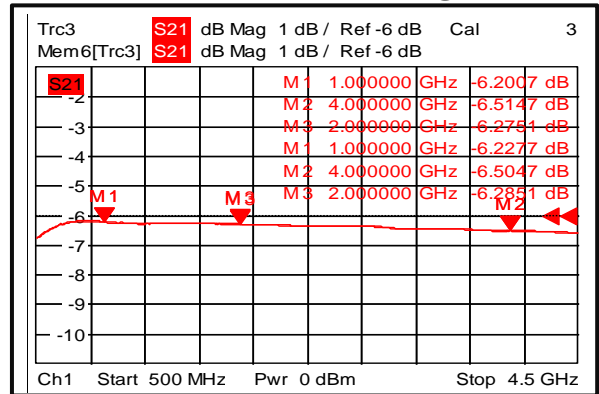 Trc3 S21 dB Mag 1 dB / Ref -6 dB Cal 3
Mem6[Trc3] S21 dB Mag 1 dB / Ref -6 dB
S21
M1 1.000000 GHz -6.2007 dB
-2
M2 4.000000 GHz -6.5147 dB
-3
M3 2.000000 GHz -6.2751 dB
M1 1.000000 GHz -6.2277 dB
-4
M2 4.000000 GHz -6.5047 dB
-5
M3 2.000000 GHz -6.2851 dB
M1
M3
M2
-6
-7
-8
-9
-10
Ch1 Start 500 MHz Pwr 0 dBm Stop 4.5 GHz